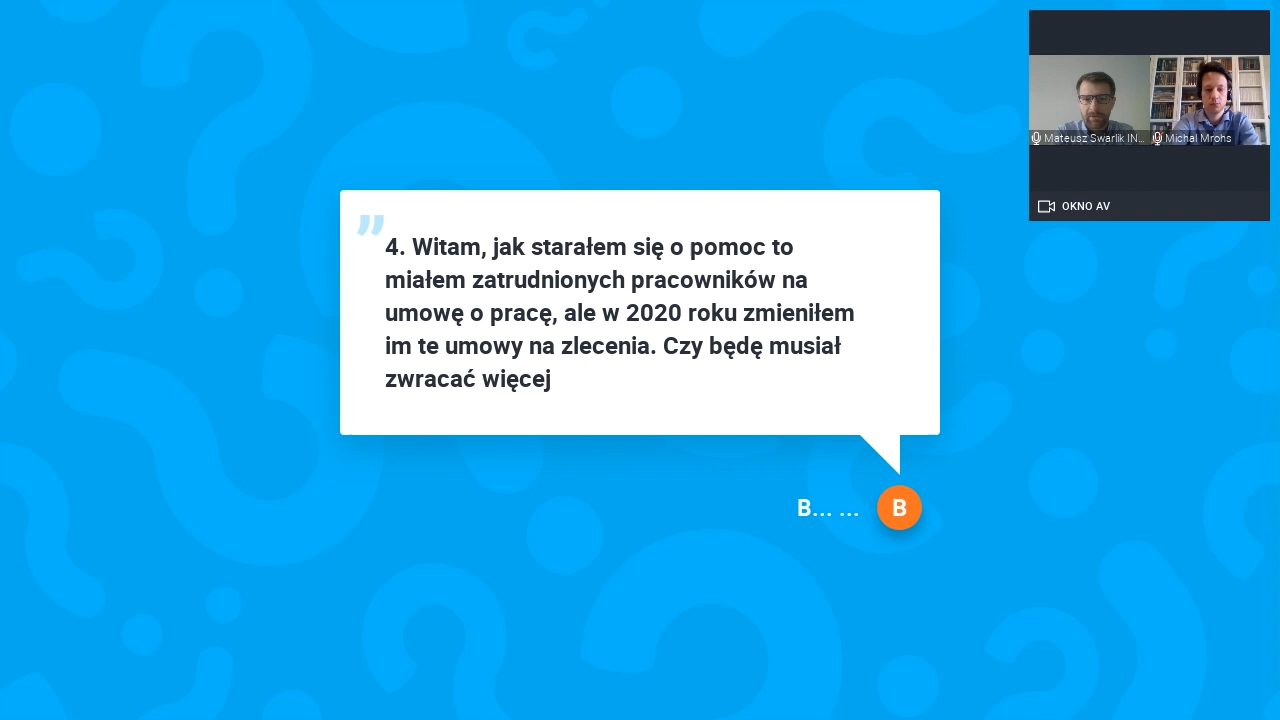 4. Witam, jak starałem się o pomoc to
miałem zatrudnionych pracowników na
umowę o pracę, ale w 2020 roku zmieniłem
im te umowy na zlecenia. Czy będę musiał
zwracać więcej
B... ...
B
Mateusz Swarlik IN...
Michal Mrohs
OKNO AV